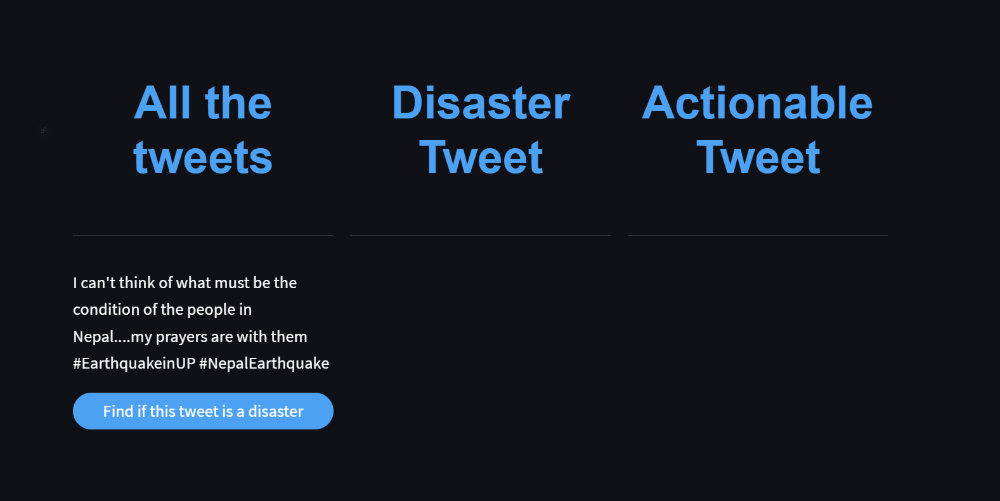 All the
tweets
Disaster
Tweet
Actionable
Tweet
I can't think of what must be the
condition of the people in
Nepal....my prayers are with them
#EarthquakeinUP #NepalEarthquake
Find if this tweet is a disaster